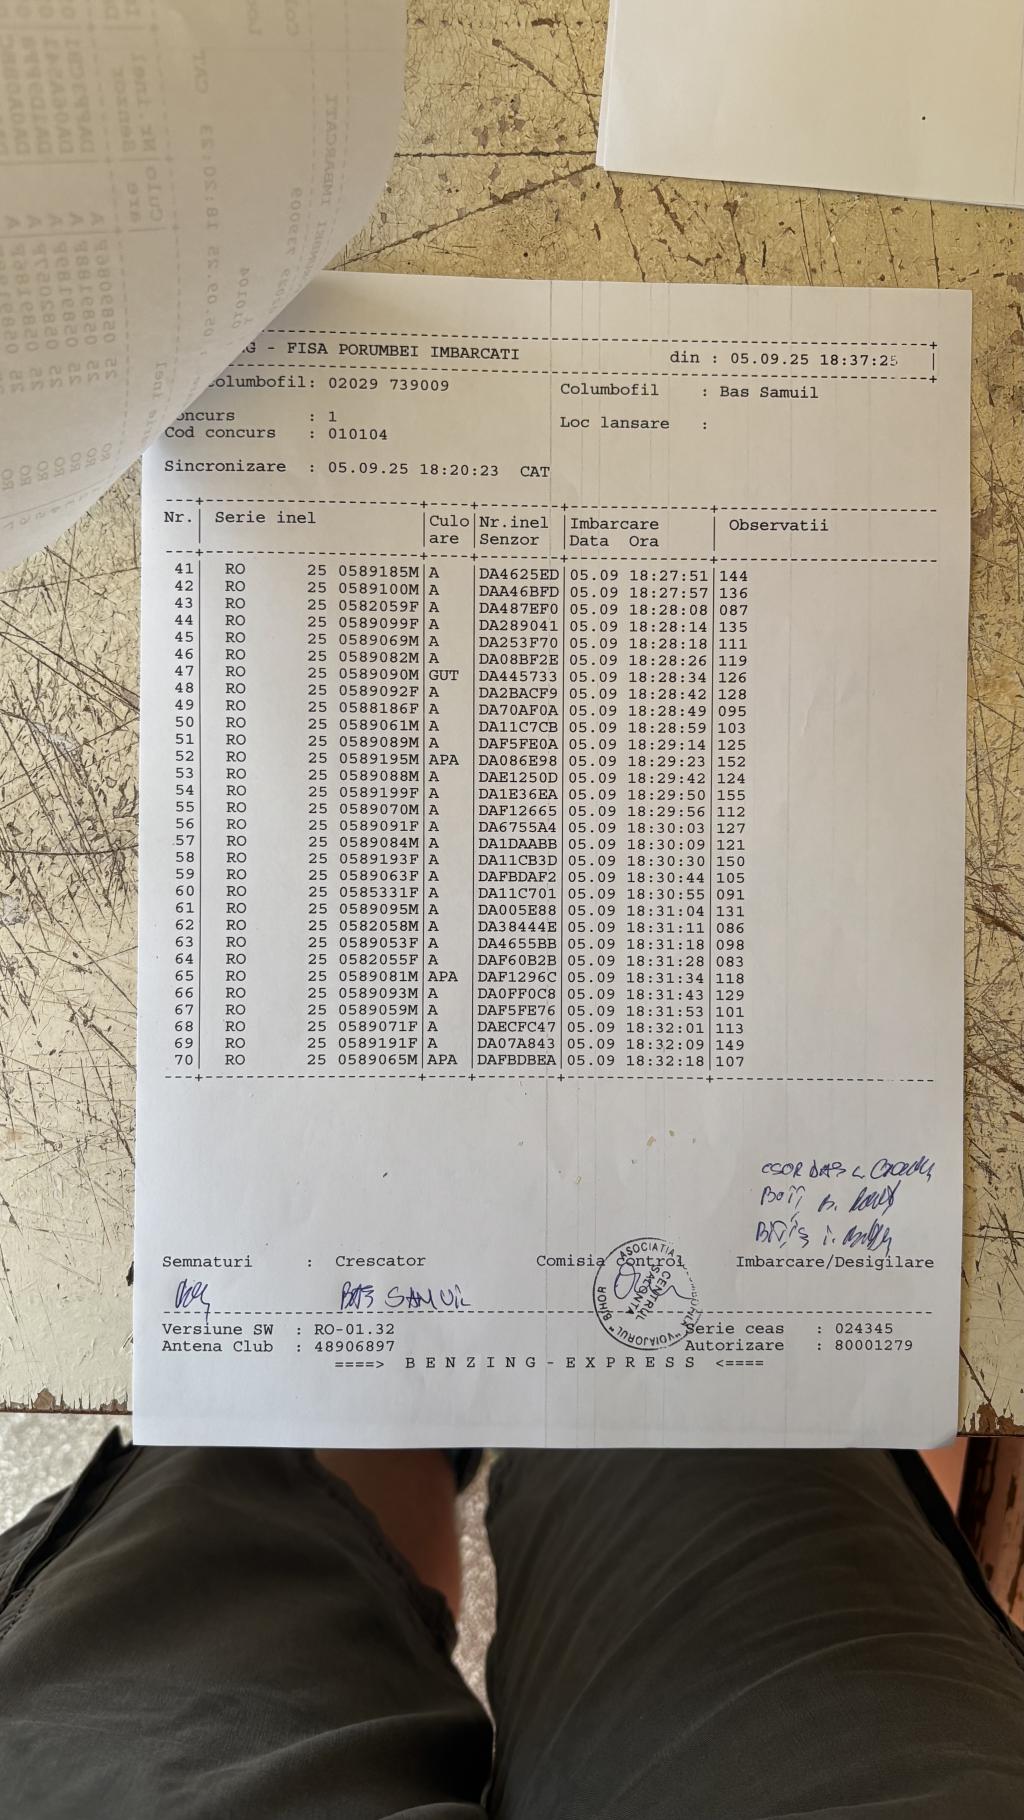 G - FISA PORUMBEI IMBARCATI din : 05.09.25 18:37:25
olumbofil: 02029 739009 Columbofil : Bas Samuil
oncurs : 1 Loc lansare :
Cod concurs : 010104
Sincronizare : 05.09.25 18:20:23 CAT
Nr. Serie inel Culo Nr.inel Imbarcare Observatii
are Senzor Data Ora
41 RO 25 0589185M A DA4625ED 05.09 18:27:51 144
42 RO 25 0589100M A DAA46BFD 05.09 18:27:57 136
43 RO 25 0582059F A DA487EF0 05.09 18:28:08 087
44 RO 25 0589099F A DA289041 05.09 18:28:14 135
45 RO 25 0589069M A DA253F70 05.09 18:28:18 111
46 RO 25 0589082M A DA08BF2E 05.09 18:28:26 119
47 RO 25 0589090M GUT DA445733 05.09 18:28:34 126
48 RO 25 0589092F A DA2BACF9 05.09 18:28:42 128
49 RO 25 0588186F A DA70AF0A 05.09 18:28:49 095
50 RO 25 0589061M A DA11C7CB 05.09 18:28:59 103
51 RO 25 0589089M A DAF5FE0A 05.09 18:29:14 125
52 RO 25 0589195M APA DA086E98 05.09 18:29:23 152
53 RO 25 0589088M A DAE1250D 05.09 18:29:42 124
54 RO 25 0589199F A DA1E36EA 05.09 18:29:50 155
55 RO 25 0589070M A DAF12665 05.09 18:29:56 112
56 RO 25 0589091F A DA6755A4 05.09 18:30:03 127
57 RO 25 0589084M A DA1DAABB 05.09 18:30:09 121
58 RO 25 0589193F A DA11CB3D 05.09 18:30:30 150
59 RO 25 0589063F A DAFBDAF2 05.09 18:30:44 105
60 RO 25 0585331F A DA11C701 05.09 18:30:55 091
61 RO 25 0589095M A DA005E88 05.09 18:31:04 131
62 RO 25 0582058M A DA38444E 05.09 18:31:11 086
63 RO 25 0589053F A DA4655BB 05.09 18:31:18 098
64 RO 25 0582055F A DAF60B2B 05.09 18:31:28 083
65 RO 25 0589081M APA DAF1296C 05.09 18:31:34 118
66 RO 25 0589093M A DA0FF0C8 05.09 18:31:43 129
67 RO 25 0589059M A DAF5FE76 05.09 18:31:53 101
68 RO 25 0589071F A DAECFC47 05.09 18:32:01 113
69 RO 25 0589191F A DA07A843 05.09 18:32:09 149
70 RO 25 0589065M APA DAFBDBEA 05.09 18:32:18 107
Semnaturi : Crescator Comisia control Imbarcare/Desigilare
BAS SAMUIL
ASOCIATIA "VOIAJORUL" BIHOR
CENTRUL
SALONTA
Versiune SW : RO-01.32 Serie ceas : 024345
Antena Club : 48906897 Autorizare : 80001279
====> BENZING-EXPRESS <====